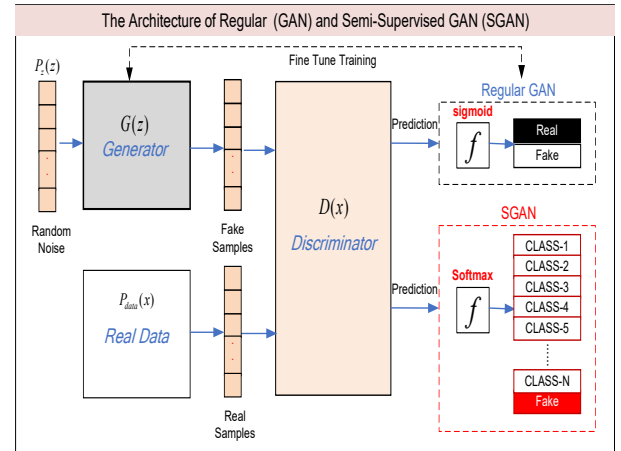 The Architecture of Regular (GAN) and Semi-Supervised GAN (SGAN)
Fine Tune Training
P_z(z)
G(z)
Generator
Random
Noise
Fake
Samples
P_data(x)
Real Data
Real
Samples
D(x)
Discriminator
Prediction
Regular GAN
sigmoid
f
Real
Fake
Prediction
SGAN
Softmax
f
CLASS-1
CLASS-2
CLASS-3
CLASS-4
CLASS-5
CLASS-N
Fake